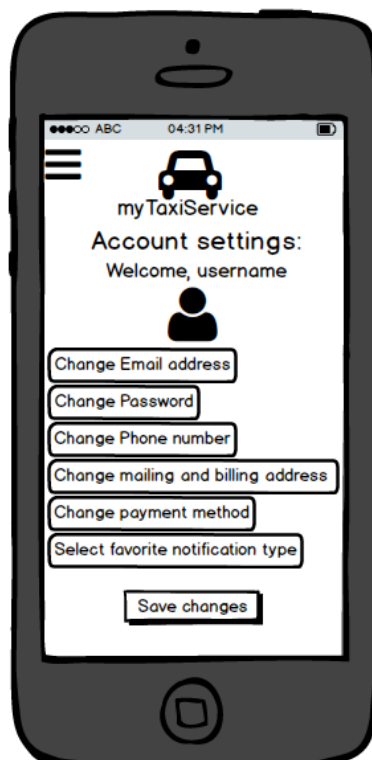 ABC 04:31 PM
myTaxiService
Account settings:
Welcome, username
Change Email address
Change Password
Change Phone number
Change mailing and billing address
Change payment method
Select favorite notification type
Save changes